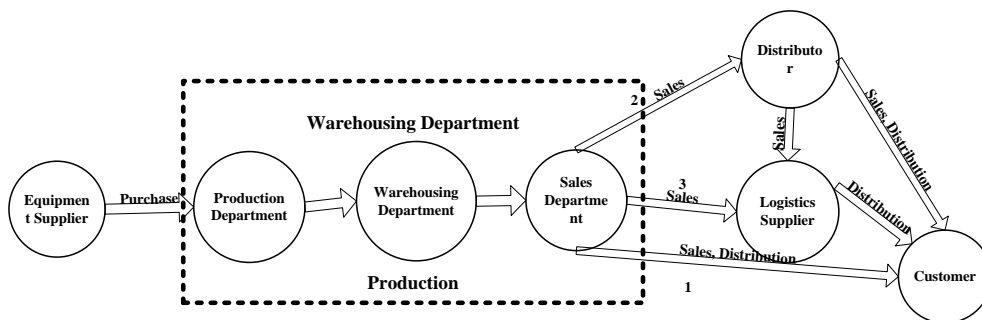 Distributo
r
2
Sales
Sales, Distribution
Warehousing Department
Sales
Equipmen
t Supplier
Purchase
Production
Department
Warehousing
Department
Sales
Departme
nt
3
Sales
Logistics
Supplier
Distribution
Sales, Distribution
Customer
Production
1